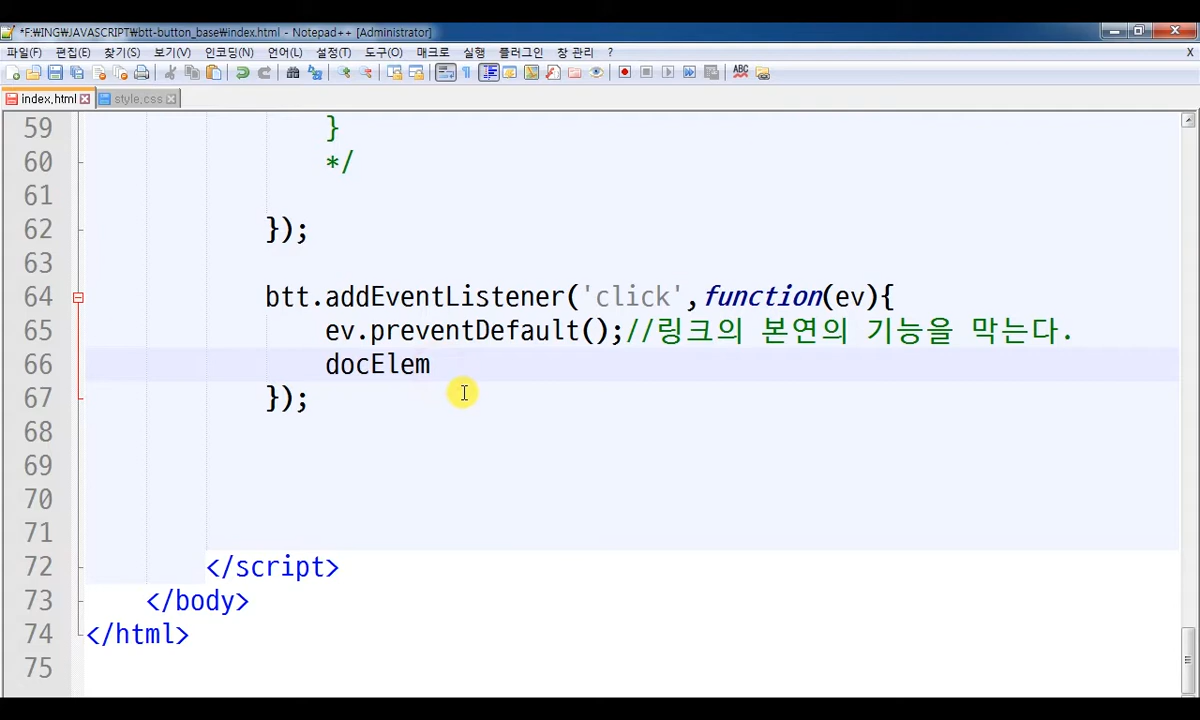 *F:\ING\JAVASCRIPT\btt-button_base\index.html - Notepad++ [Administrator]
파일(F) 편집(E) 찾기(S) 보기(V) 인코딩(N) 언어(L) 설정(T) 도구(O) 매크로 실행 플러그인 창 관리 ? X
index.html style.css
59 }
60 */
61
62 });
63
64 btt.addEventListener('click',function(ev){
65 ev.preventDefault();//링크의 본연의 기능을 막는다.
66 docElem
67 });
68
69
70
71
72 </script>
73 </body>
74 </html>
75